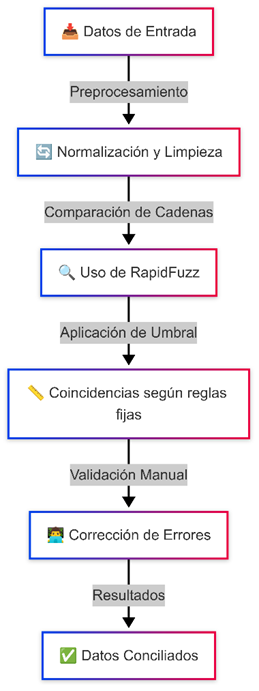 📥 Datos de Entrada
Preprocesamiento
🔄 Normalización y Limpieza
Comparación de Cadenas
🔍 Uso de RapidFuzz
Aplicación de Umbral
📏 Coincidencias según reglas
fijas
Validación Manual
👨‍💻 Corrección de Errores
Resultados
✅ Datos Conciliados